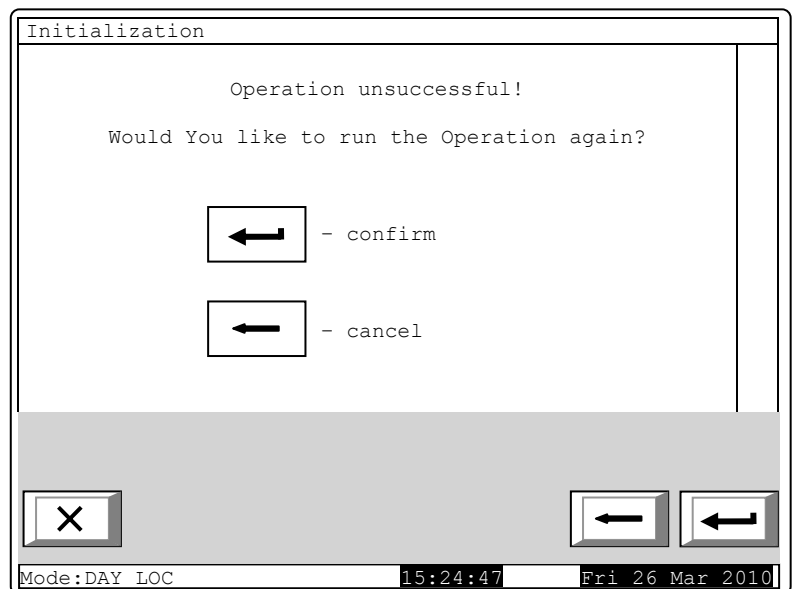 Initialization
Operation unsuccessful!
Would You like to run the Operation again?
- confirm
- cancel
Mode:DAY LOC 15:24:47 Fri 26 Mar 2010